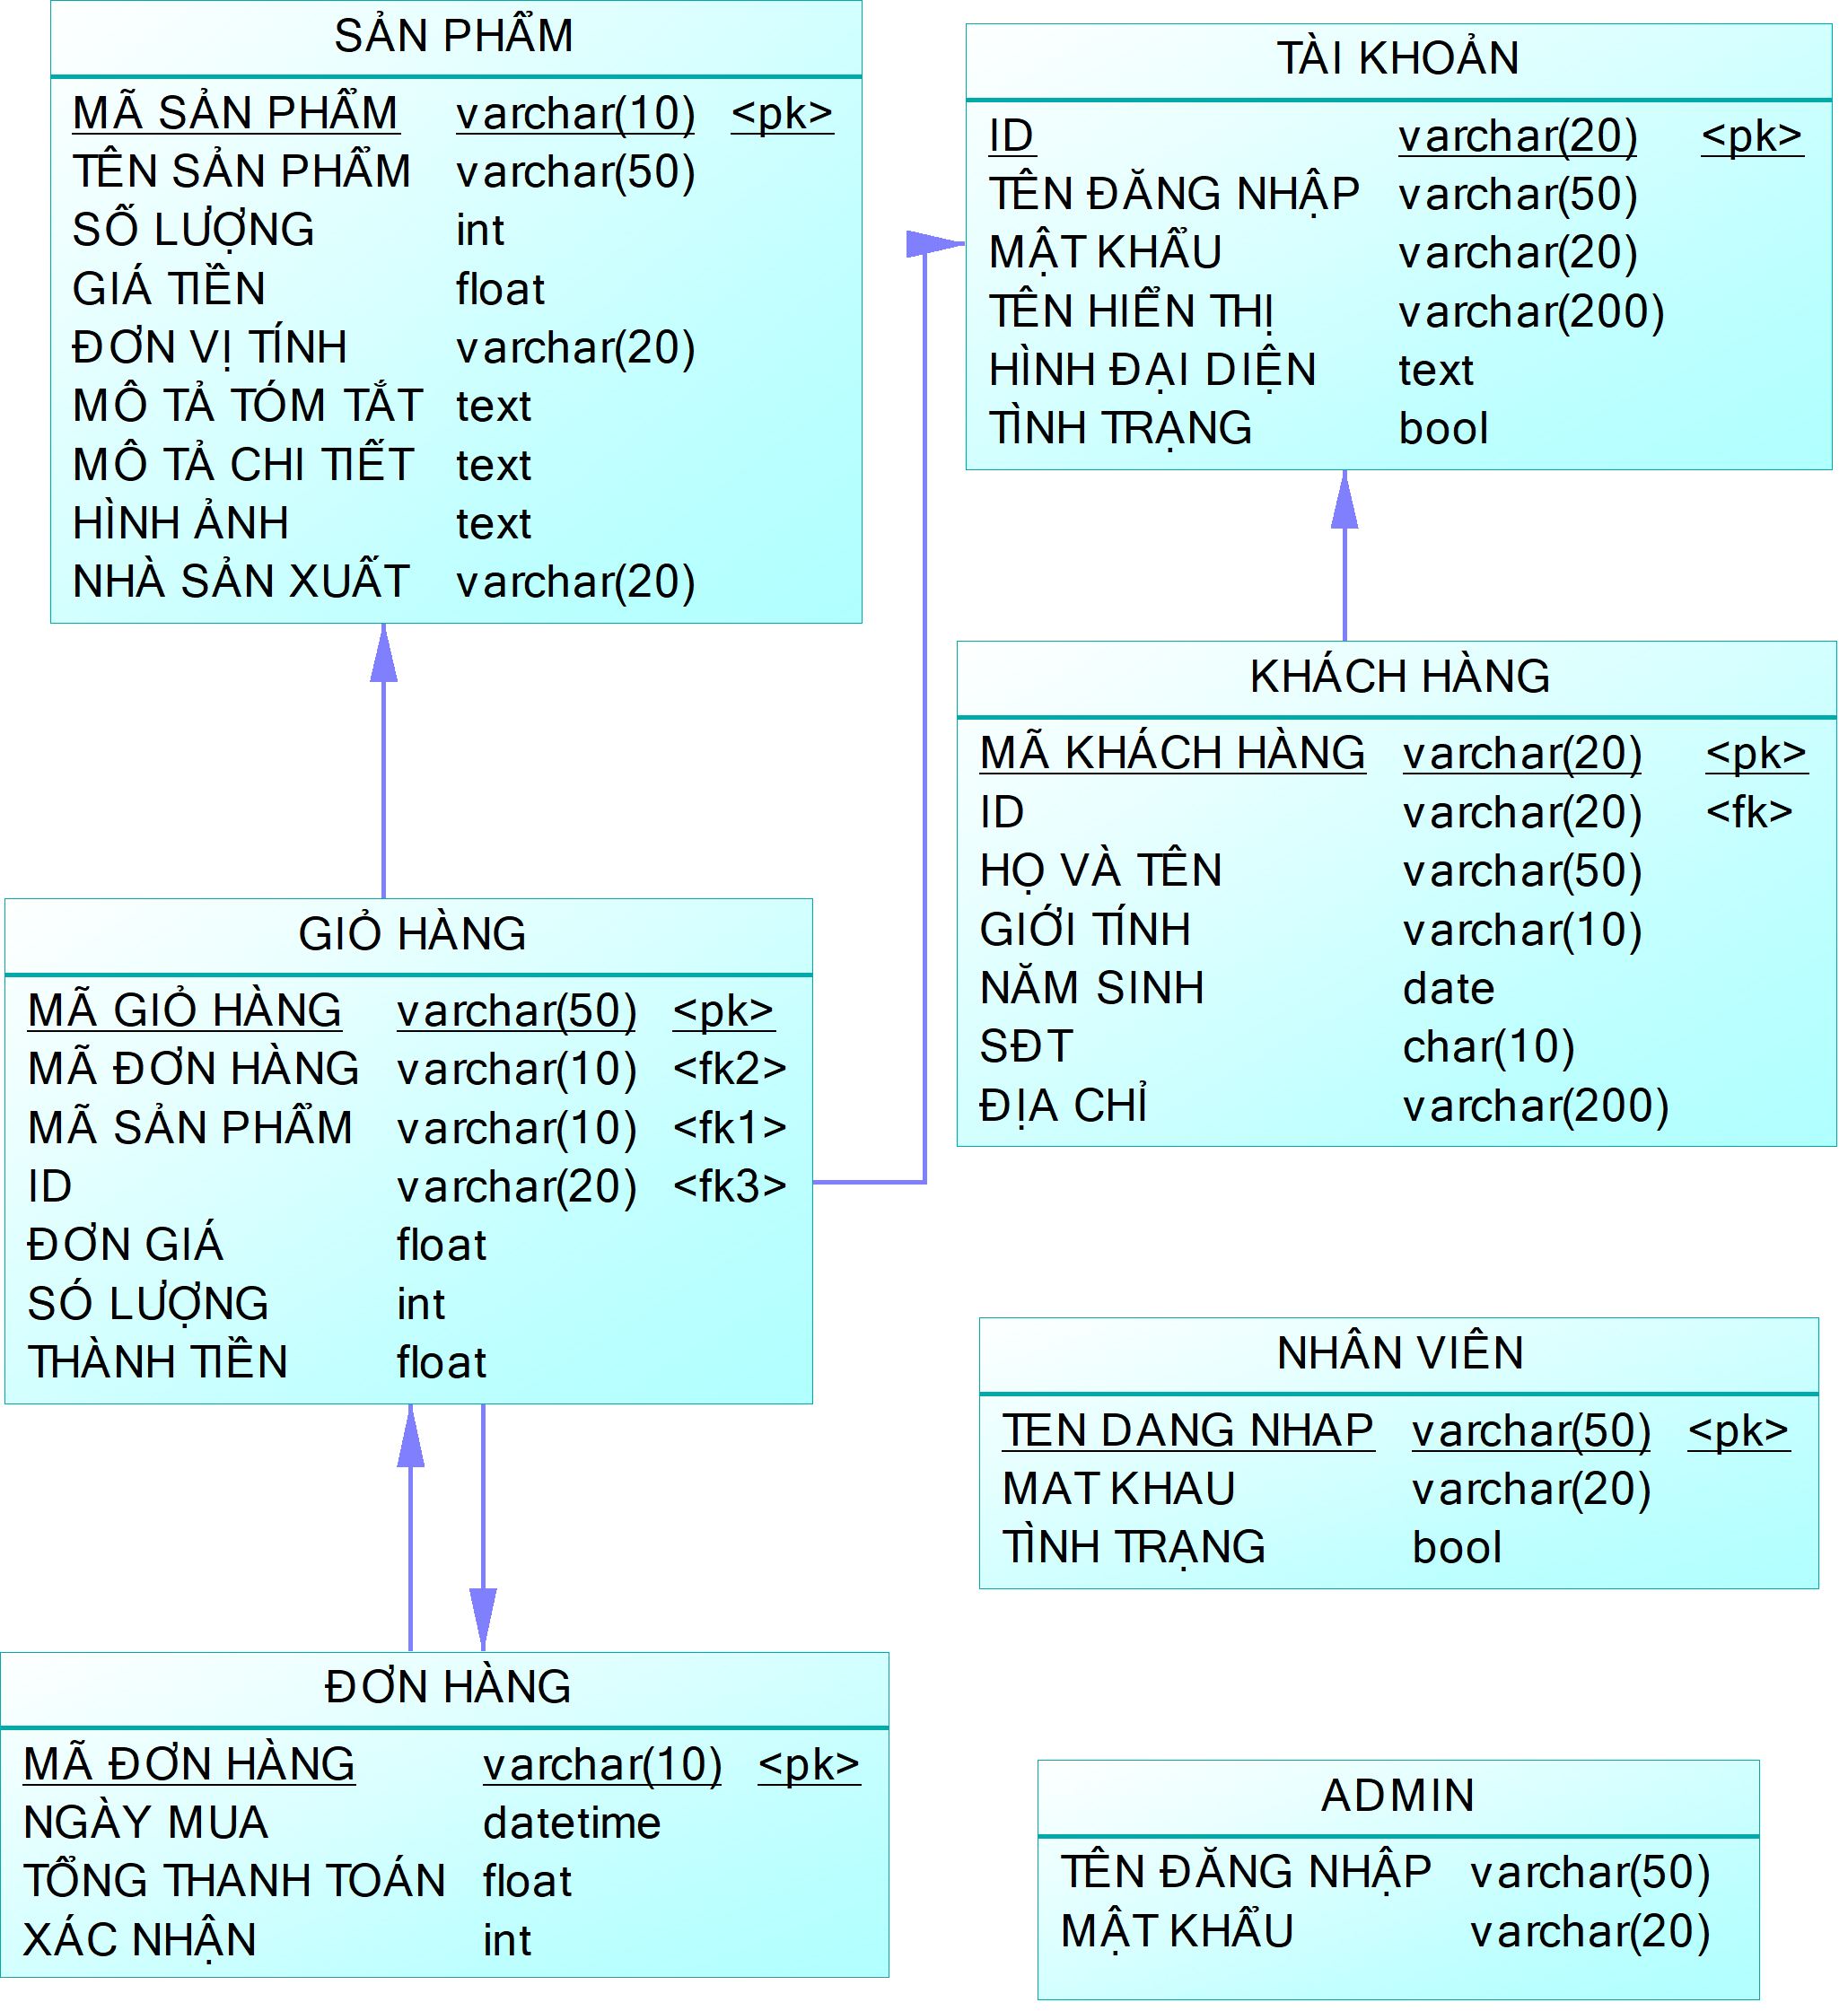 SẢN PHẨM
MÃ SẢN PHẨM varchar(10) <pk>
TÊN SẢN PHẨM varchar(50)
SỐ LƯỢNG int
GIÁ TIỀN float
ĐƠN VỊ TÍNH varchar(20)
MÔ TẢ TÓM TẮT text
MÔ TẢ CHI TIẾT text
HÌNH ẢNH text
NHÀ SẢN XUẤT varchar(20)
TÀI KHOẢN
ID varchar(20) <pk>
TÊN ĐĂNG NHẬP varchar(50)
MẬT KHẨU varchar(20)
TÊN HIỂN THỊ varchar(200)
HÌNH ĐẠI DIỆN text
TÌNH TRẠNG bool
KHÁCH HÀNG
MÃ KHÁCH HÀNG varchar(20) <pk>
ID varchar(20) <fk>
HỌ VÀ TÊN varchar(50)
GIỚI TÍNH varchar(10)
NĂM SINH date
SĐT char(10)
ĐỊA CHỈ varchar(200)
GIỎ HÀNG
MÃ GIỎ HÀNG varchar(50) <pk>
MÃ ĐƠN HÀNG varchar(10) <fk2>
MÃ SẢN PHẨM varchar(10) <fk1>
ID varchar(20) <fk3>
ĐƠN GIÁ float
SÓ LƯỢNG int
THÀNH TIỀN float
NHÂN VIÊN
TEN DANG NHAP varchar(50) <pk>
MAT KHAU varchar(20)
TÌNH TRẠNG bool
ĐƠN HÀNG
MÃ ĐƠN HÀNG varchar(10) <pk>
NGÀY MUA datetime
TỔNG THANH TOÁN float
XÁC NHẬN int
ADMIN
TÊN ĐĂNG NHẬP varchar(50)
MẬT KHẨU varchar(20)